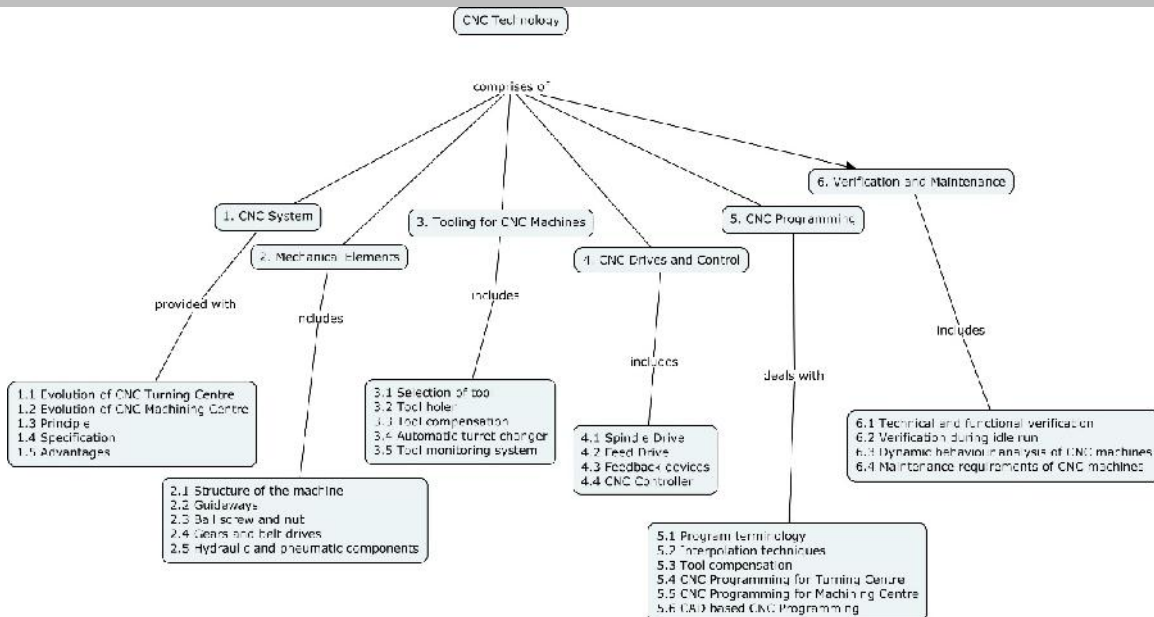 CNC Technology
comprises of
6. Verification and Maintenance
1. CNC System
3. Tooling for CNC Machines
5. CNC Programming
2. Mechanical Elements
4. CNC Drives and Control
provided with
includes
includes
includes
includes
deals with
1.1 Evolution of CNC Turning Centre
1.2 Evolution of CNC Machining Centre
1.3 Principle
1.4 Specification
1.5 Advantages
3.1 Selection of tool
3.2 Tool holer
3.3 Tool compensation
3.4 Automatic turret changer
3.5 Tool monitoring system
6.1 Technical and functional verification
6.2 Verification during idle run
6.3 Dynamic behaviour analysis of CNC machines
6.4 Maintenance requirements of CNC machines
4.1 Spindle Drive
4.2 Feed Drive
4.3 Feedback devices
4.4 CNC Controller
2.1 Structure of the machine
2.2 Guideways
2.3 Ball screw and nut
2.4 Gears and belt drives
2.5 Hydraulic and pneumatic components
5.1 Program terminology
5.2 Interpolation techniques
5.3 Tool compensation
5.4 CNC Programming for Turning Centre
5.5 CNC Programming for Machining Centre
5.6 CAD based CNC Programming